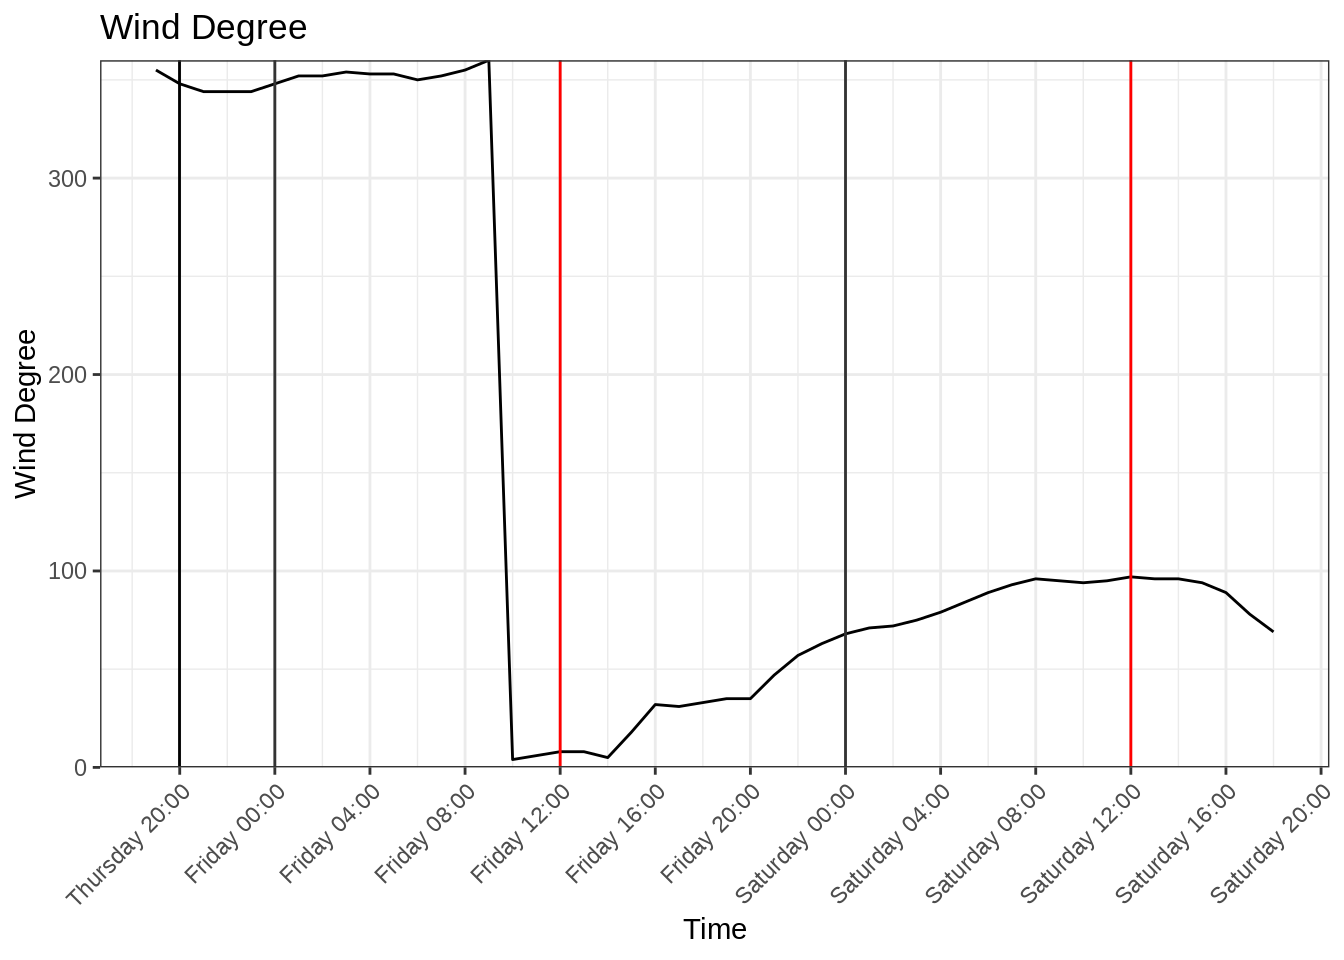 Wind Degree
Wind Degree
300
200
100
0
Thursday 20:00
Friday 00:00
Friday 04:00
Friday 08:00
Friday 12:00
Friday 16:00
Friday 20:00
Saturday 00:00
Saturday 04:00
Saturday 08:00
Saturday 12:00
Saturday 16:00
Saturday 20:00
Time